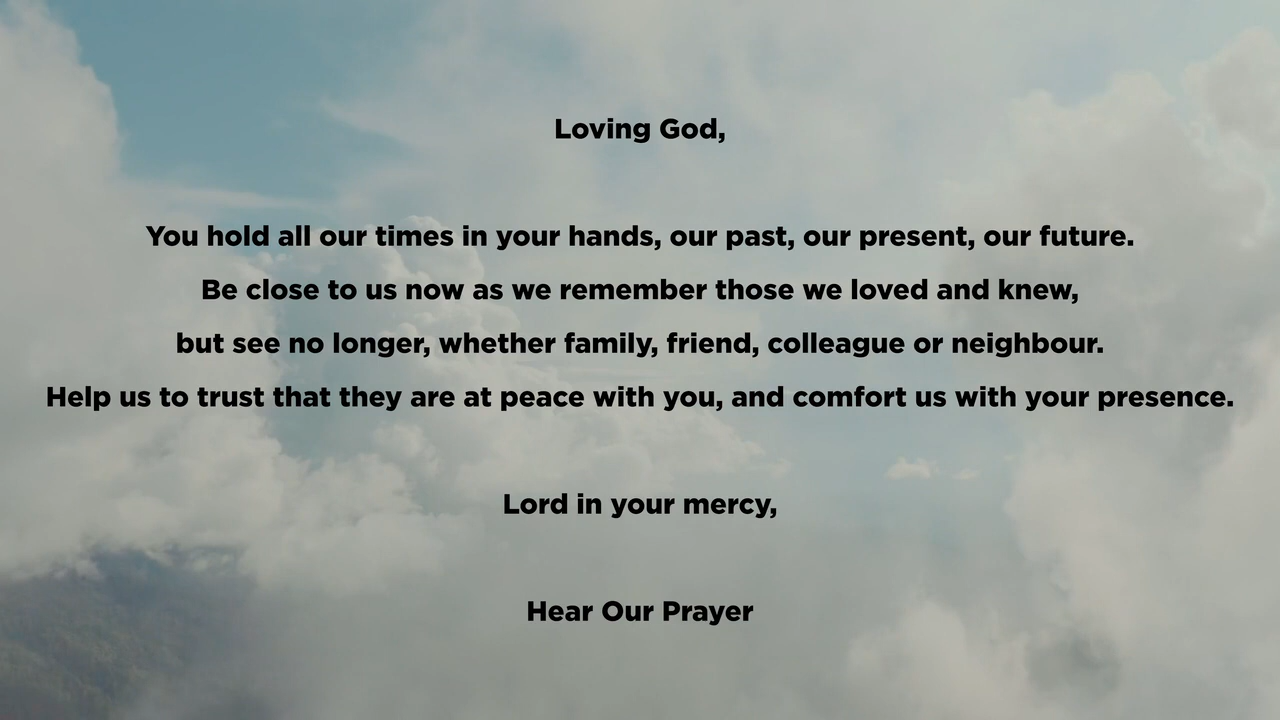 Loving God,
You hold all our times in your hands, our past, our present, our future.
Be close to us now as we remember those we loved and knew,
but see no longer, whether family, friend, colleague or neighbour.
Help us to trust that they are at peace with you, and comfort us with your presence.
Lord in your mercy,
Hear Our Prayer